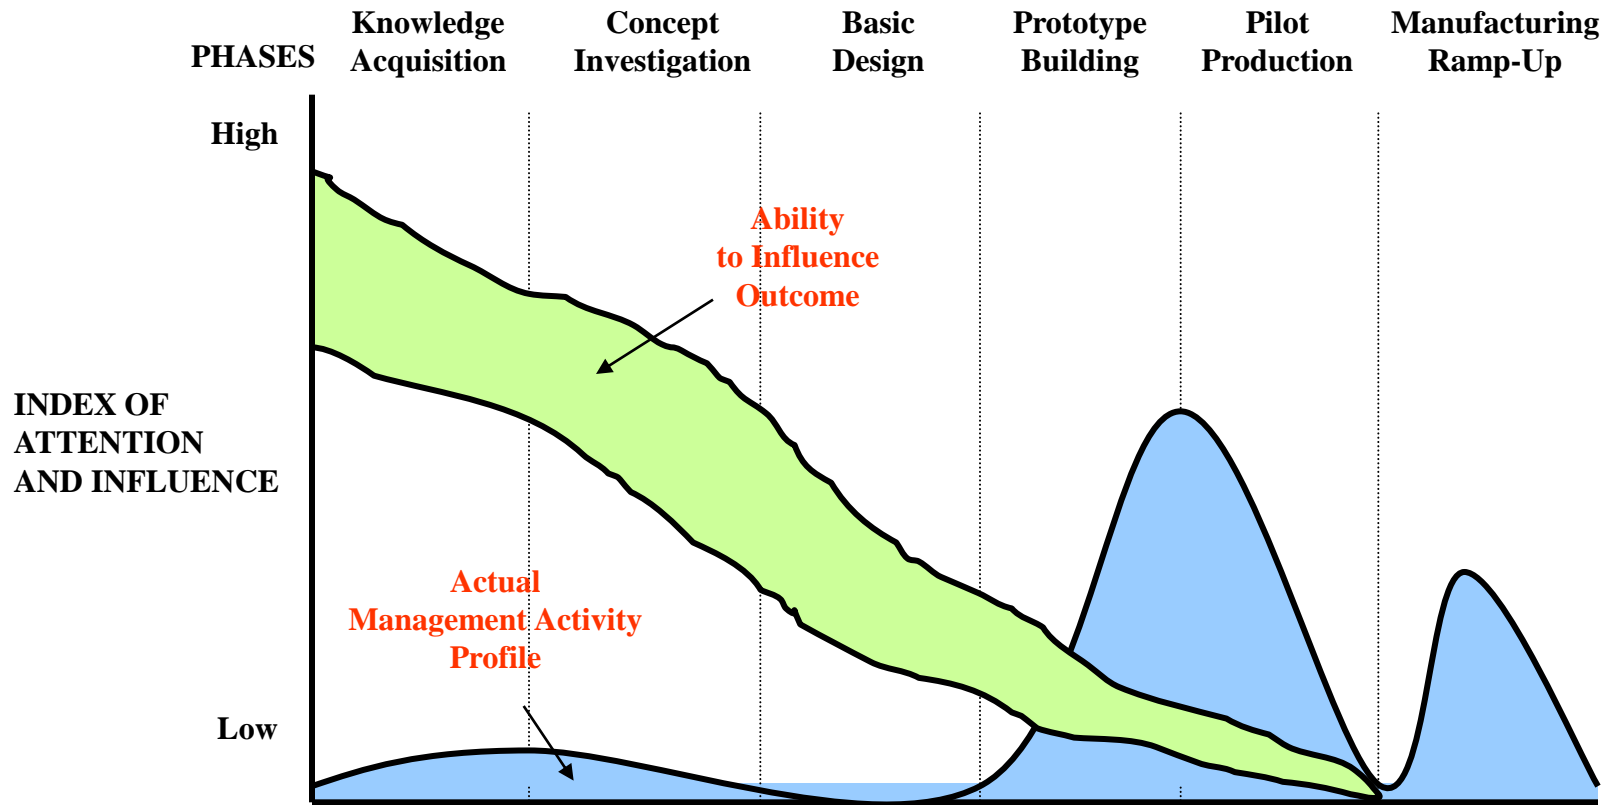 PHASES
Knowledge
Acquisition
Concept
Investigation
Basic
Design
Prototype
Building
Pilot
Production
Manufacturing
Ramp-Up
High
Ability
to Influence
Outcome
INDEX OF
ATTENTION
AND INFLUENCE
Actual
Management Activity
Profile
Low